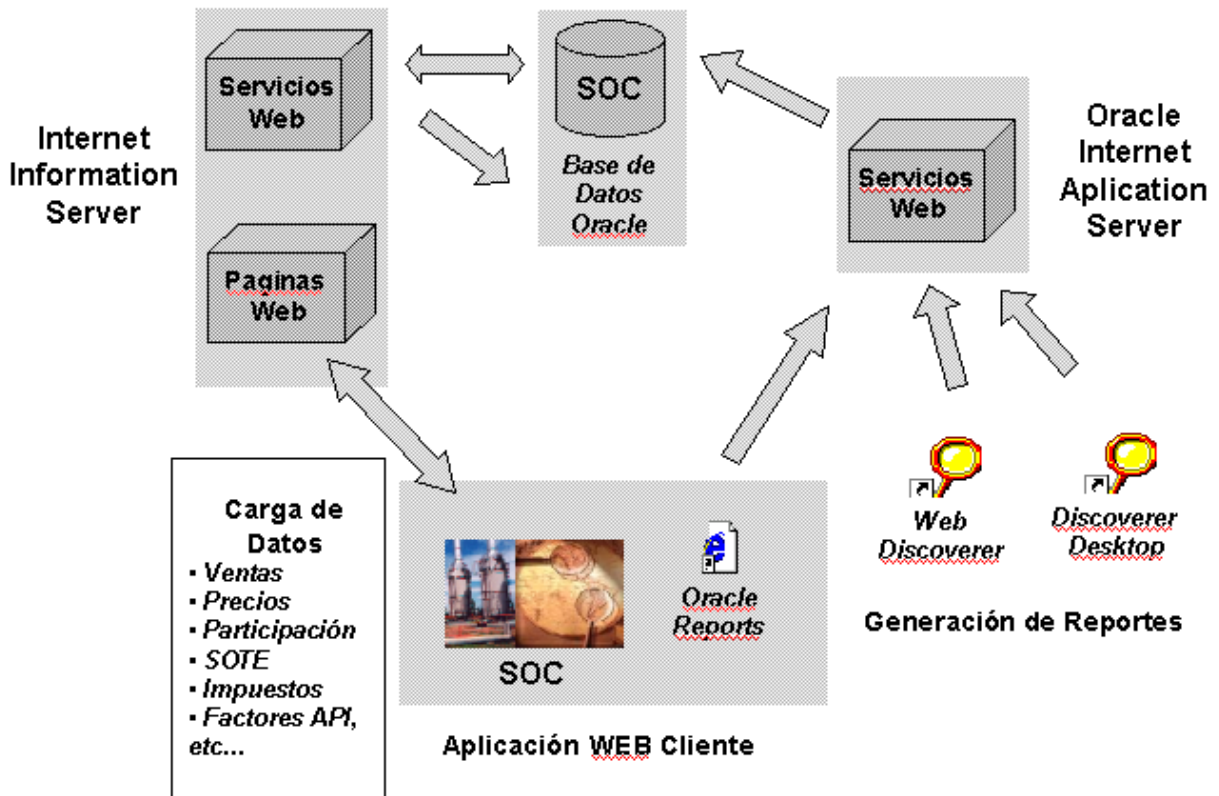 Servicios
Web
SOC
Base de
Datos
Oracle
Internet
Information
Server
Paginas
Web
Servicios
Web
Oracle
Internet
Aplication
Server
Carga de
Datos
▪ Ventas
▪ Precios
▪ Participación
▪ SOTE
▪ Impuestos
▪ Factores API,
etc...
SOC
Oracle
Reports
Aplicación WEB Cliente
Web
Discoverer
Discoverer
Desktop
Generación de Reportes